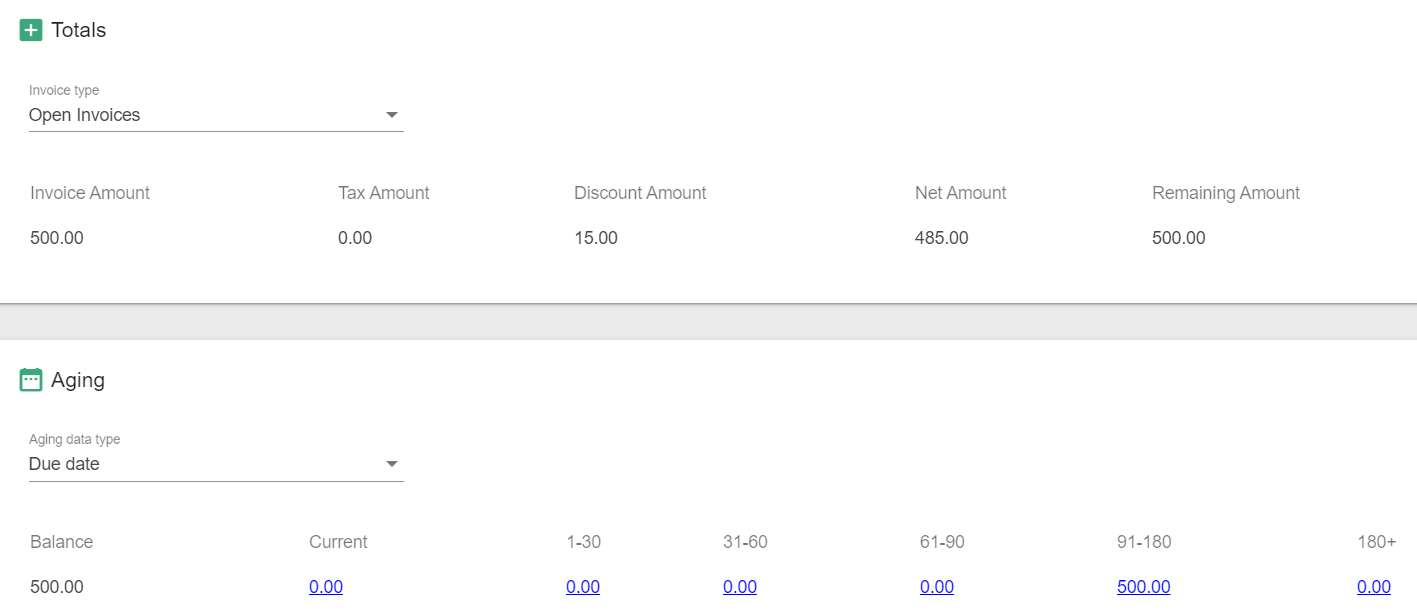 Totals
Invoice type
Open Invoices
Invoice Amount Tax Amount Discount Amount Net Amount Remaining Amount
500.00 0.00 15.00 485.00 500.00
Aging
Aging data type
Due date
Balance Current 1-30 31-60 61-90 91-180 180+
500.00 0.00 0.00 0.00 0.00 500.00 0.00